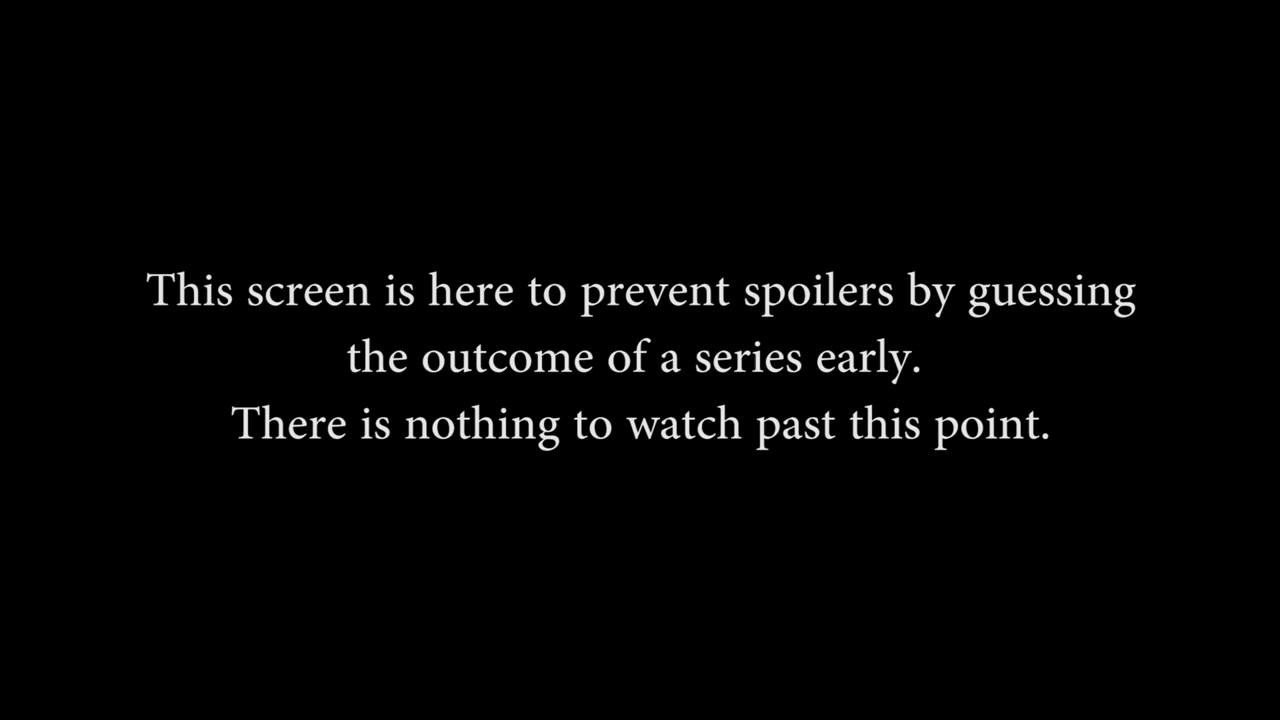 This screen is here to prevent spoilers by guessing
the outcome of a series early.
There is nothing to watch past this point.